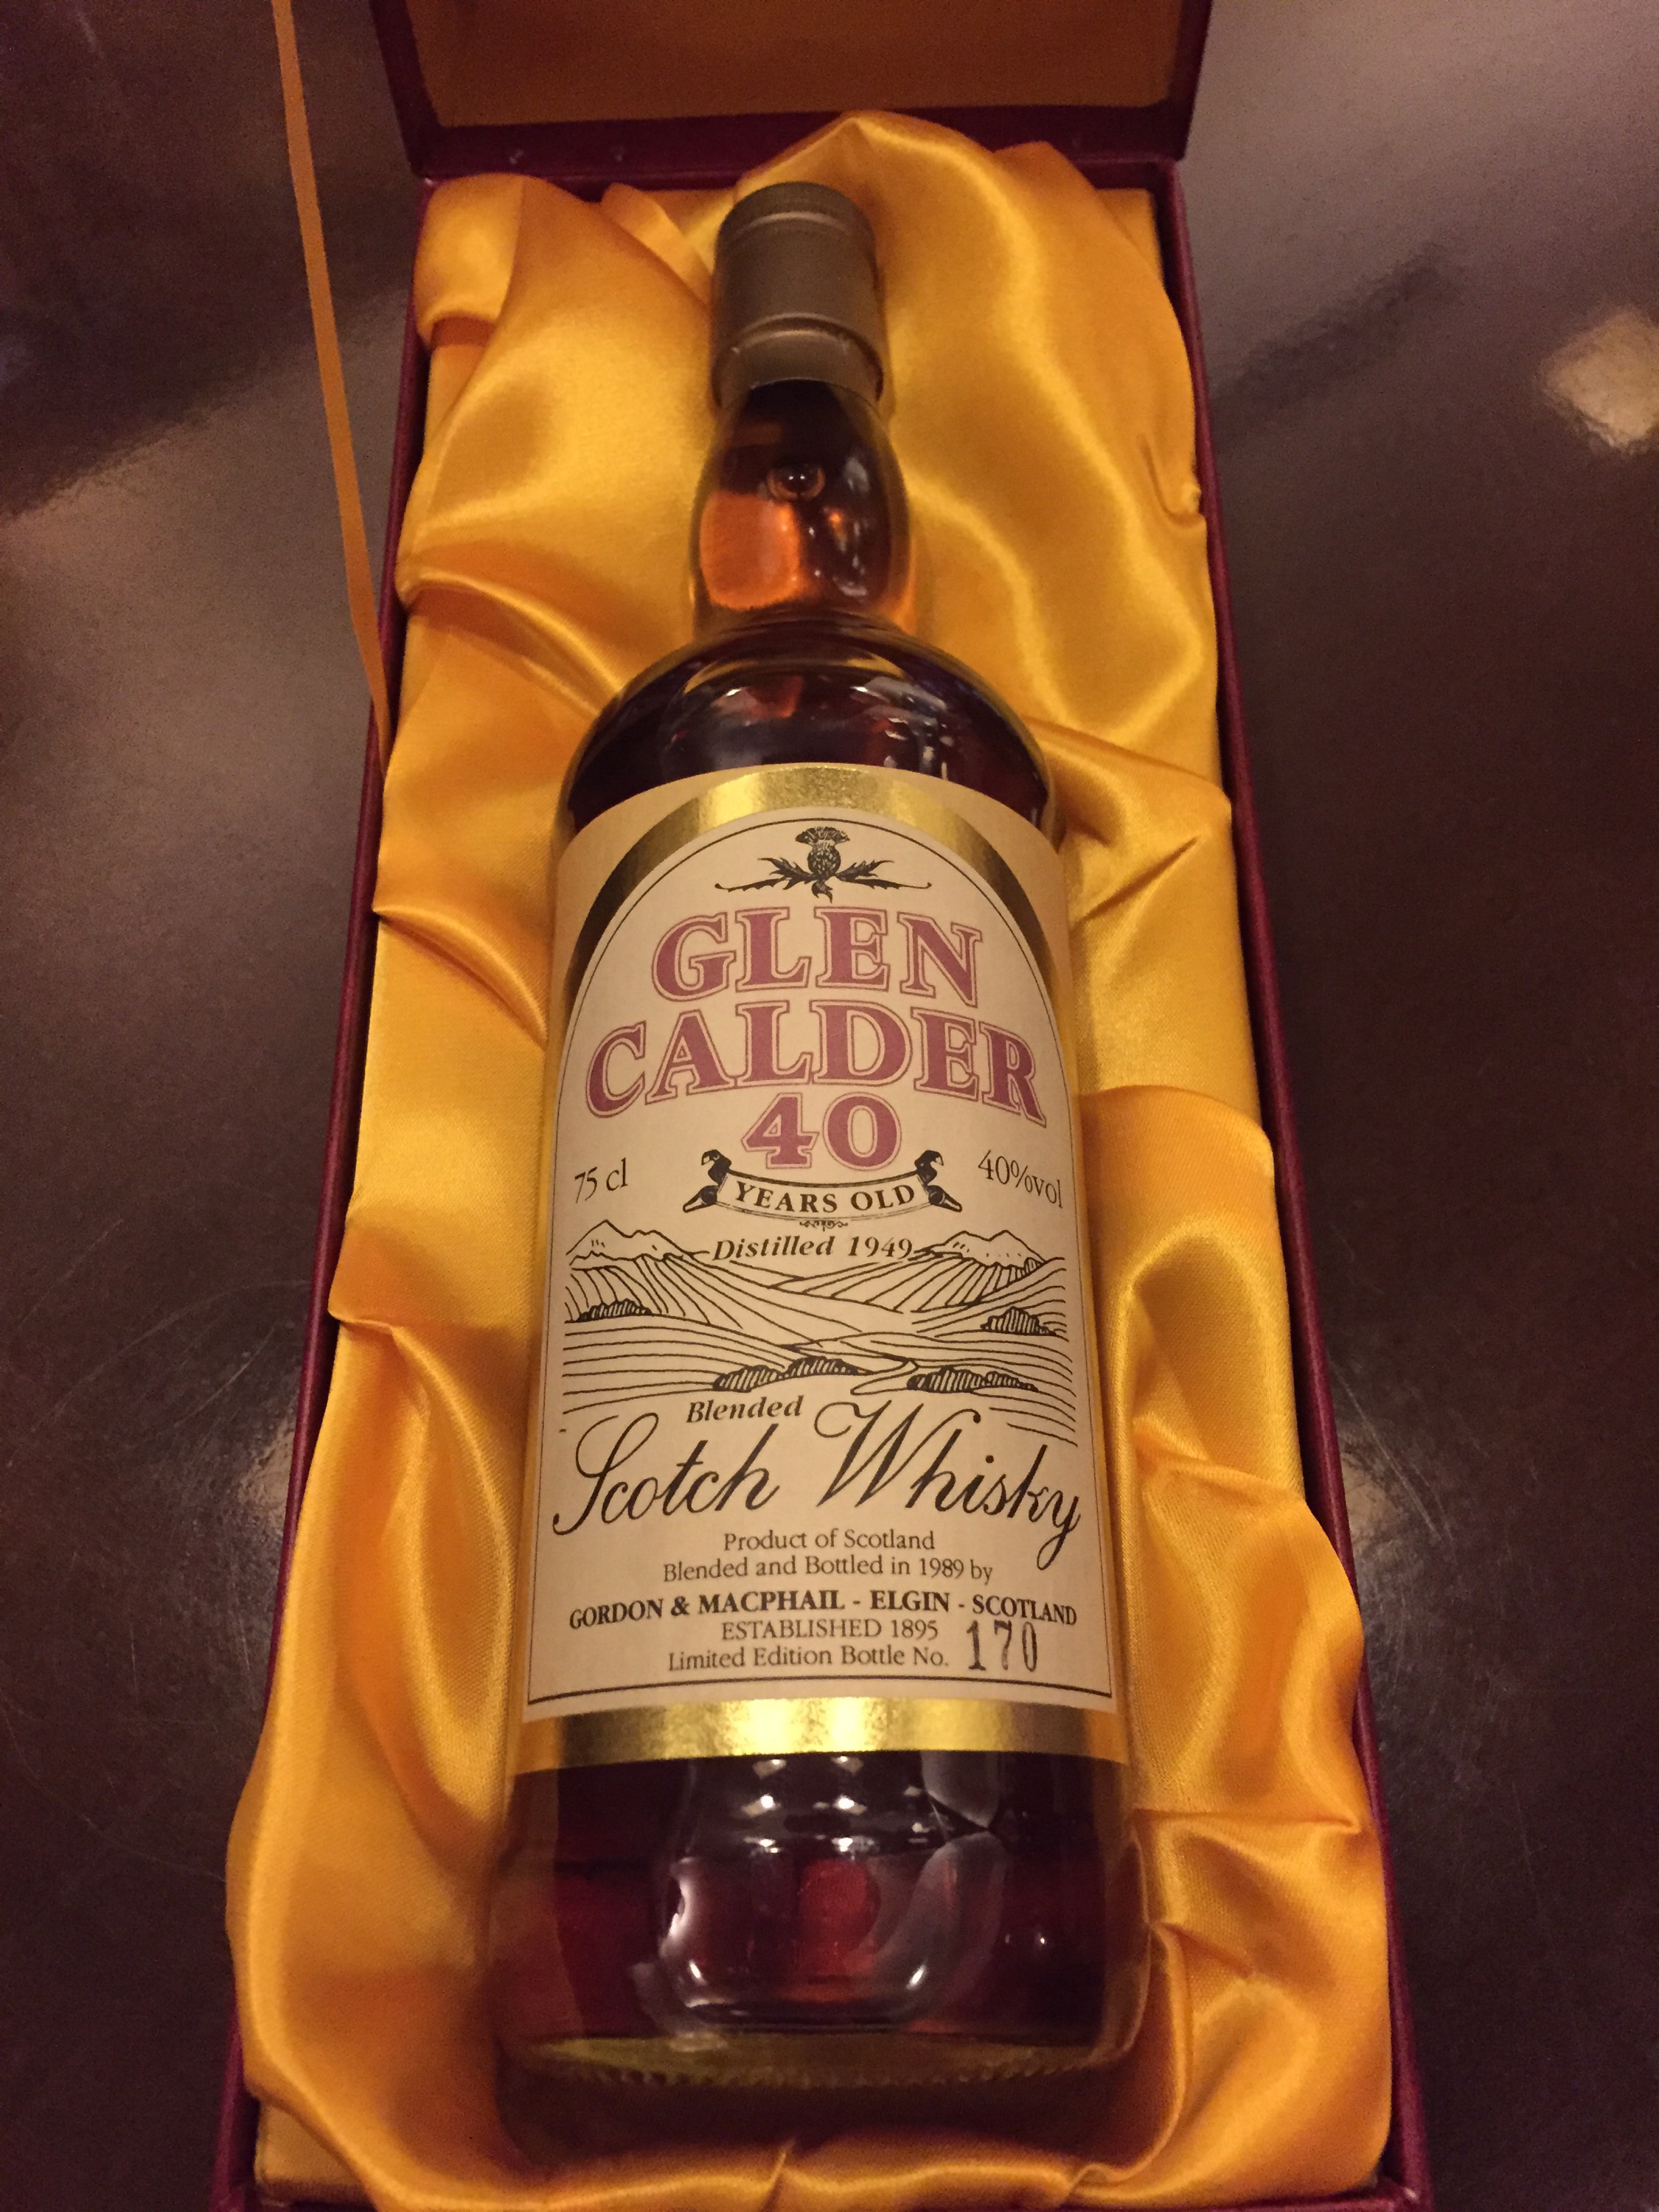 GLEN
CALDER
40
75 cl
40%vol
YEARS OLD
Distilled 1949
Blended
Scotch Whisky
Product of Scotland
Blended and Bottled in 1989 by
GORDON & MACPHAIL - ELGIN - SCOTLAND
ESTABLISHED 1895
Limited Edition Bottle No. 170